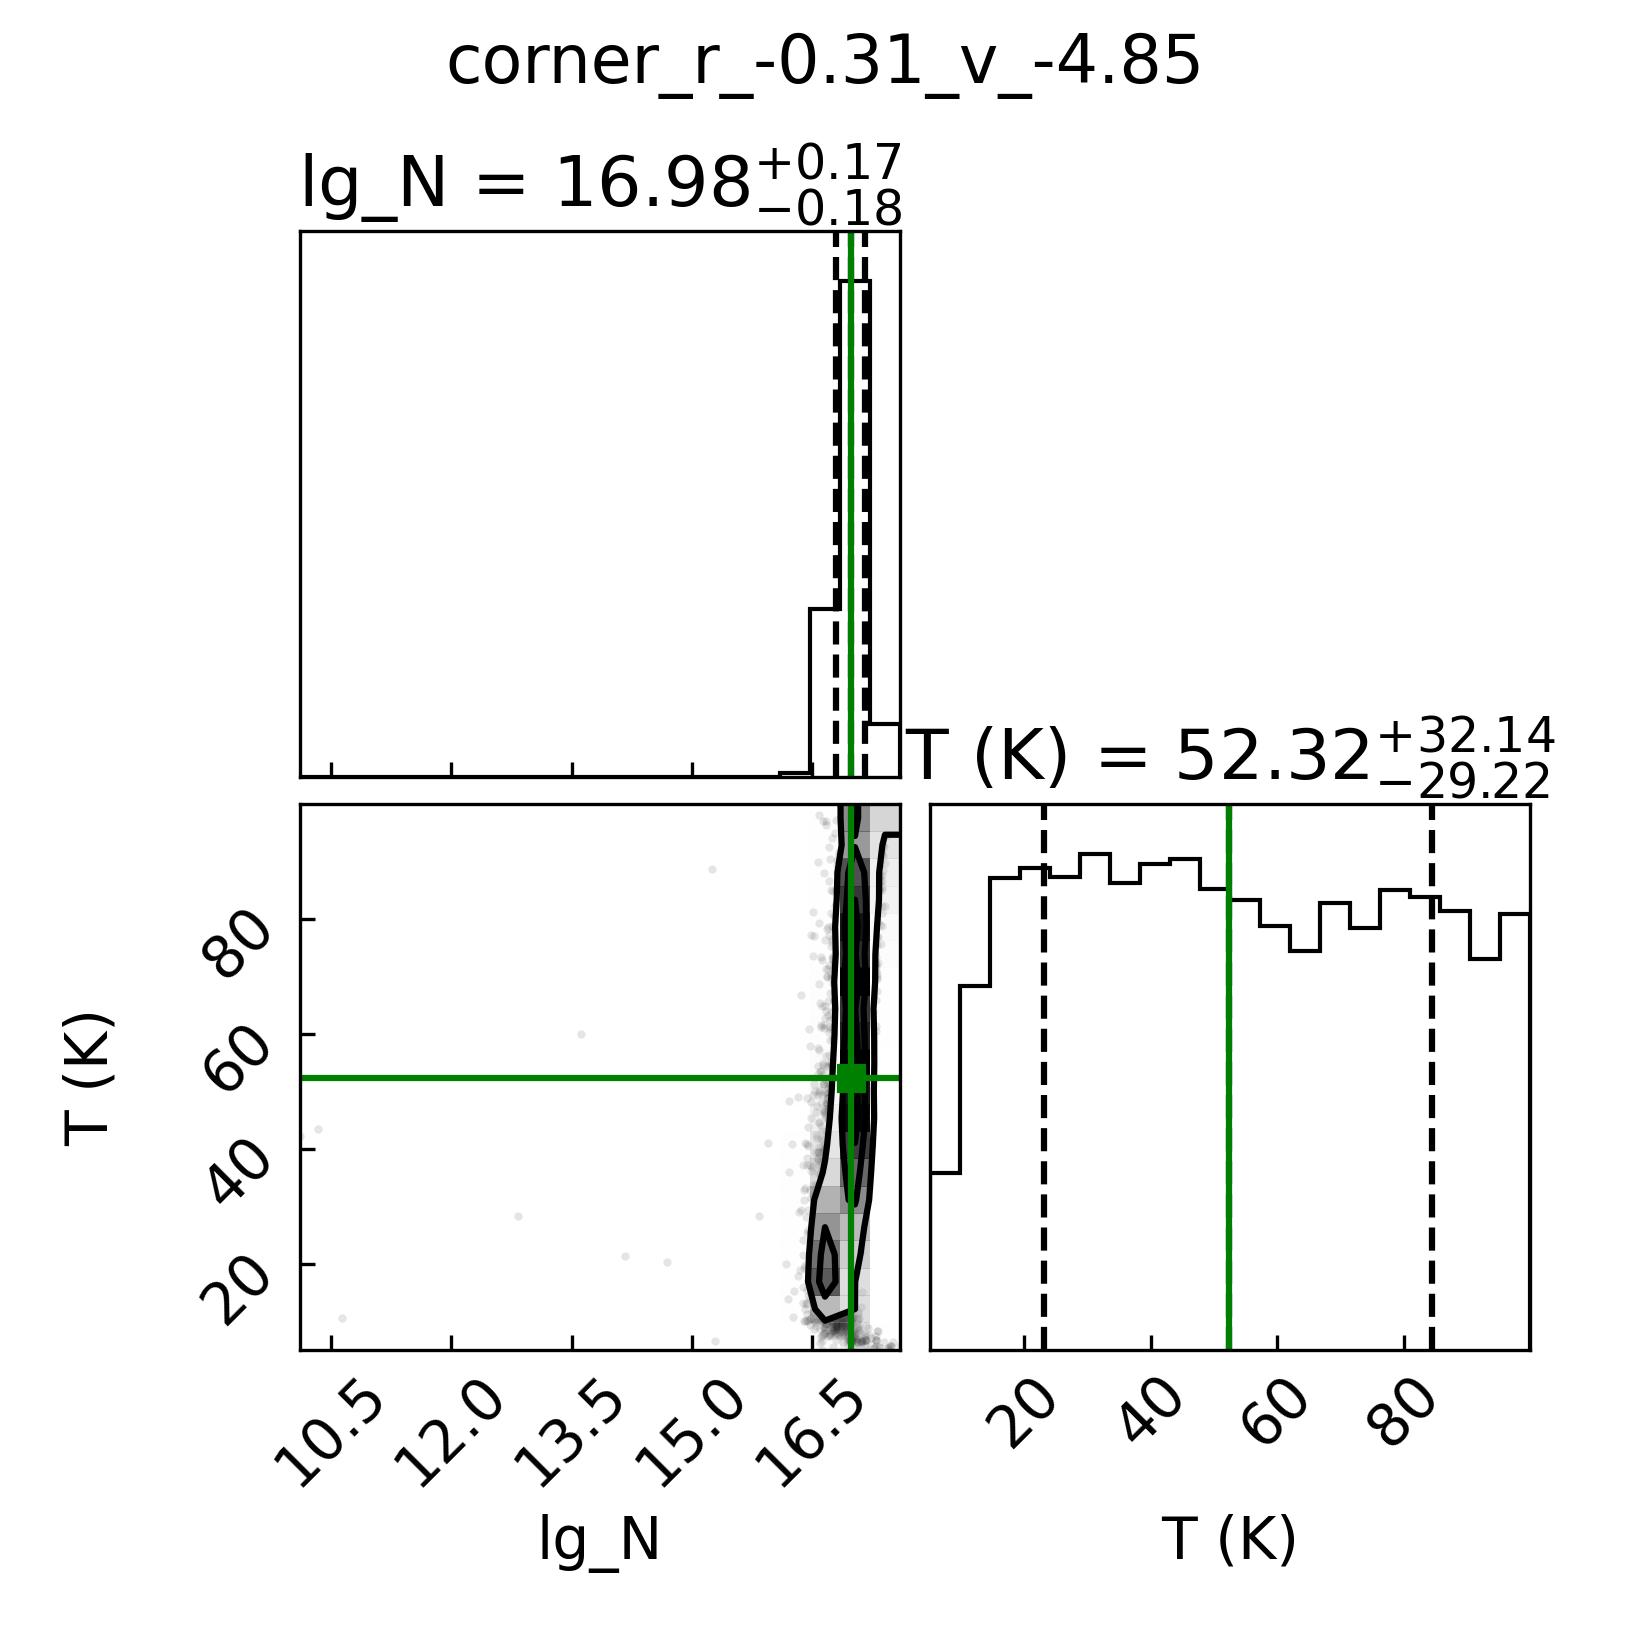 corner_r_-0.31_v_-4.85
lg_N = 16.98+0.17−0.18
T (K) = 52.32+32.14−29.22
80
60
40
20
T (K)
10.5
12.0
13.5
15.0
16.5
lg_N
20
40
60
80
T (K)